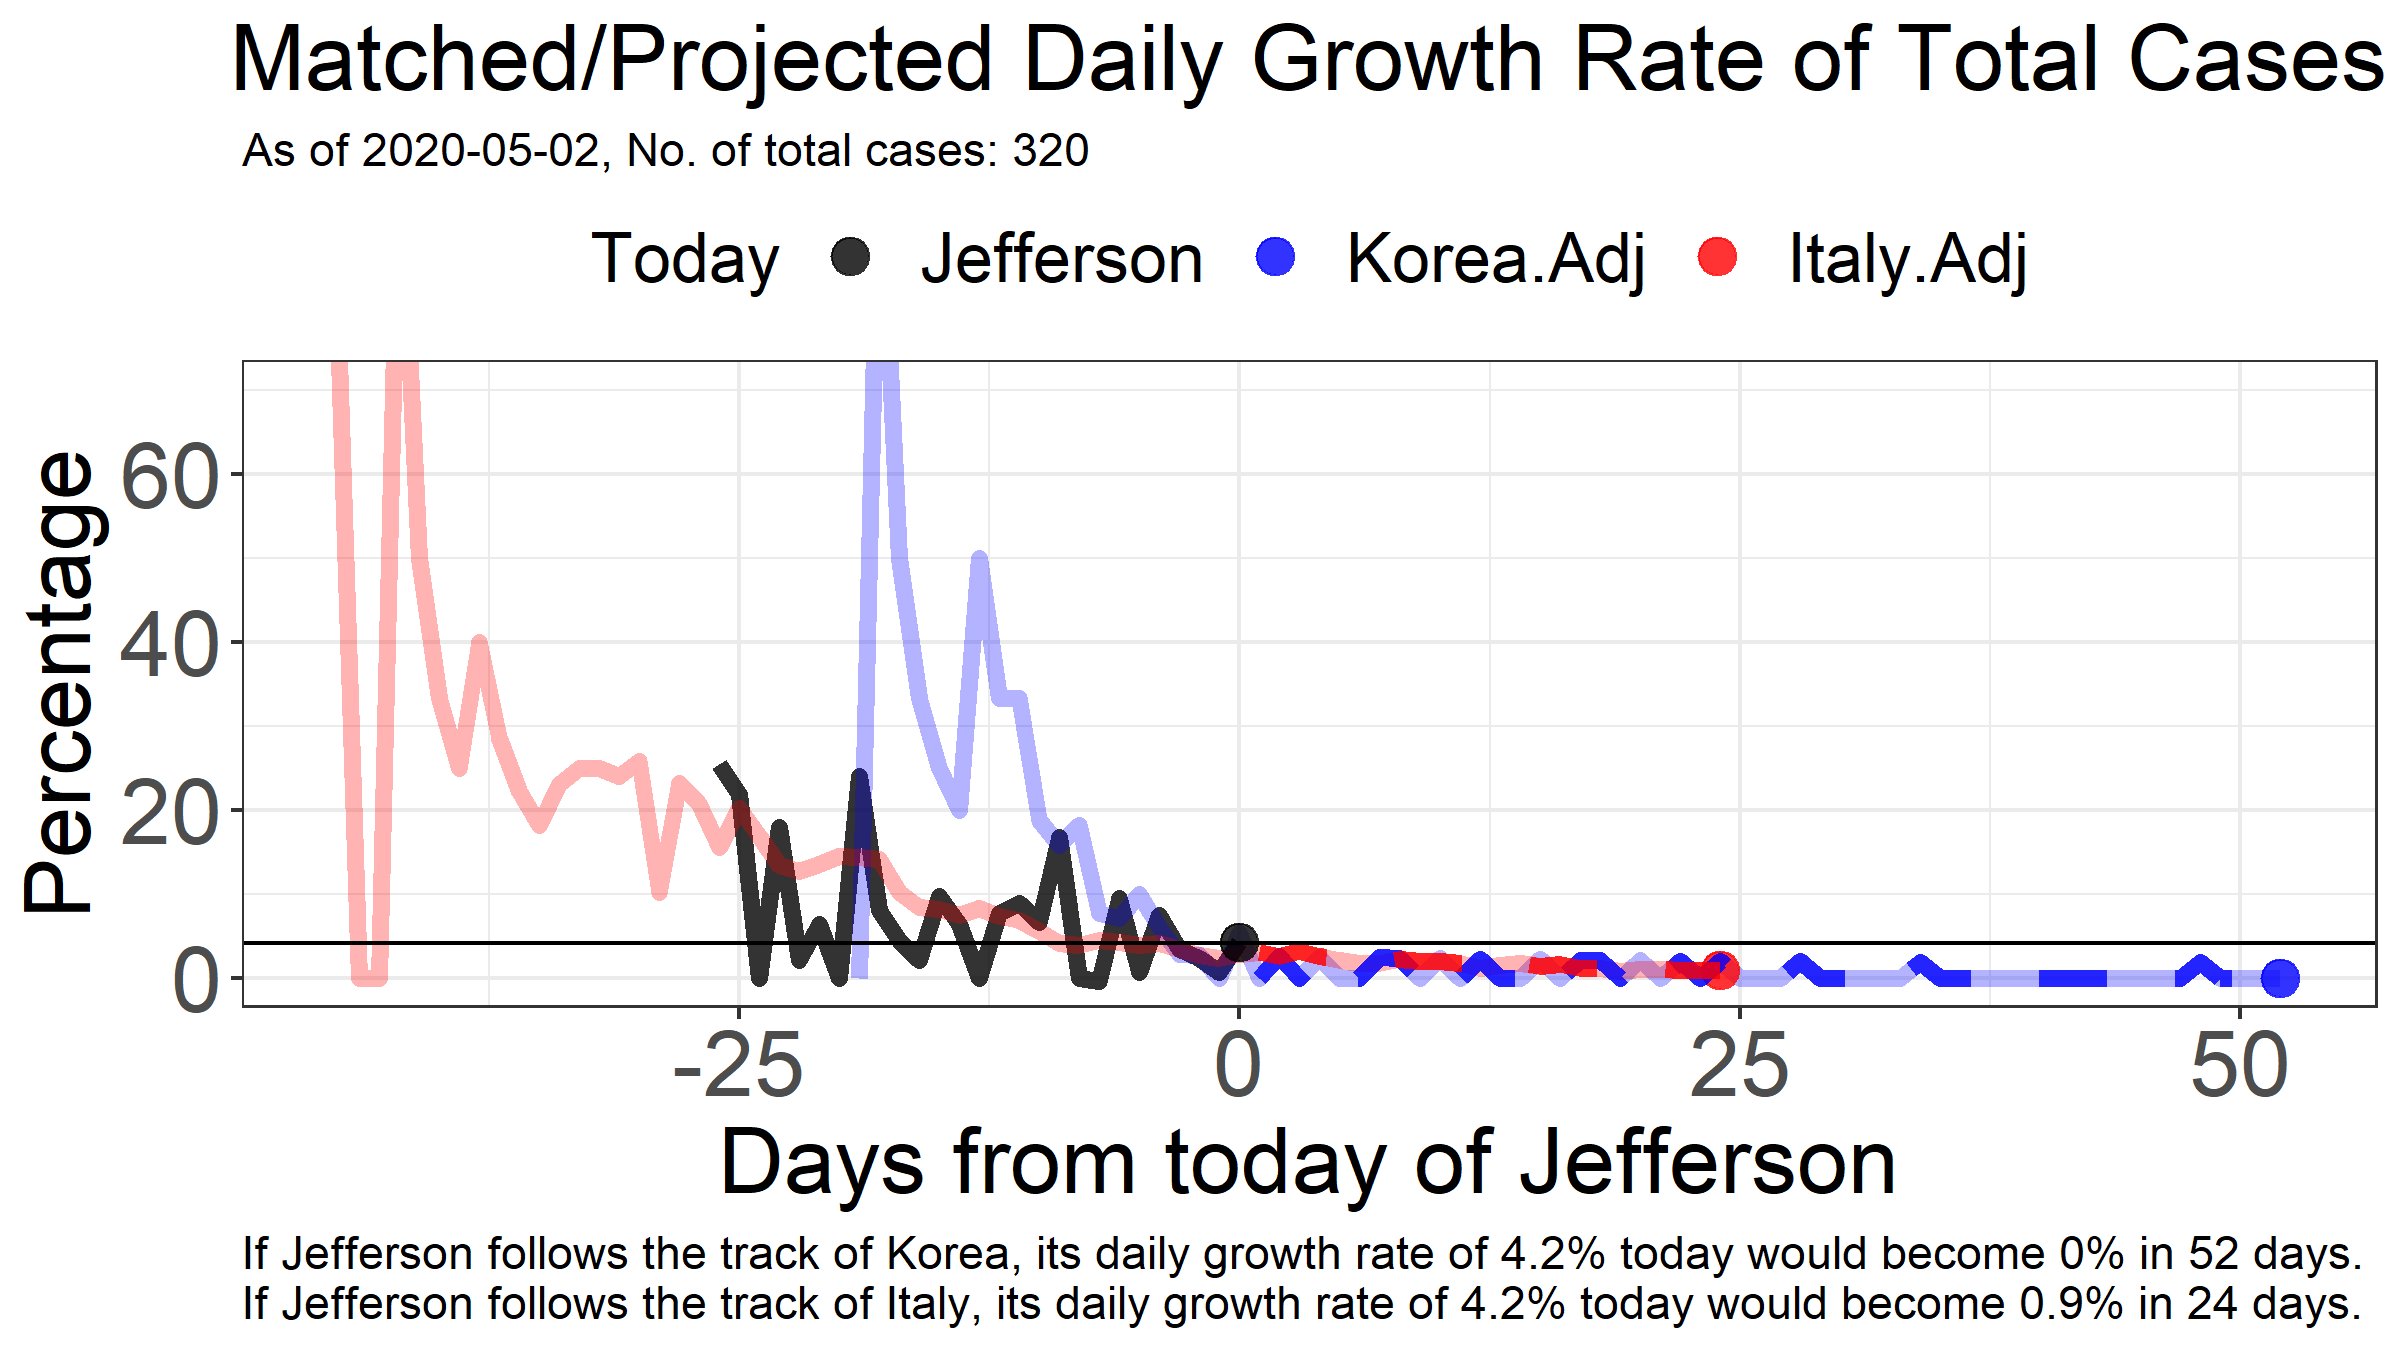 Matched/Projected Daily Growth Rate of Total Cases
As of 2020-05-02, No. of total cases: 320
Today Jefferson Korea.Adj Italy.Adj
Percentage
60
40
20
0
-25 0 25 50
Days from today of Jefferson
If Jefferson follows the track of Korea, its daily growth rate of 4.2% today would become 0% in 52 days.
If Jefferson follows the track of Italy, its daily growth rate of 4.2% today would become 0.9% in 24 days.